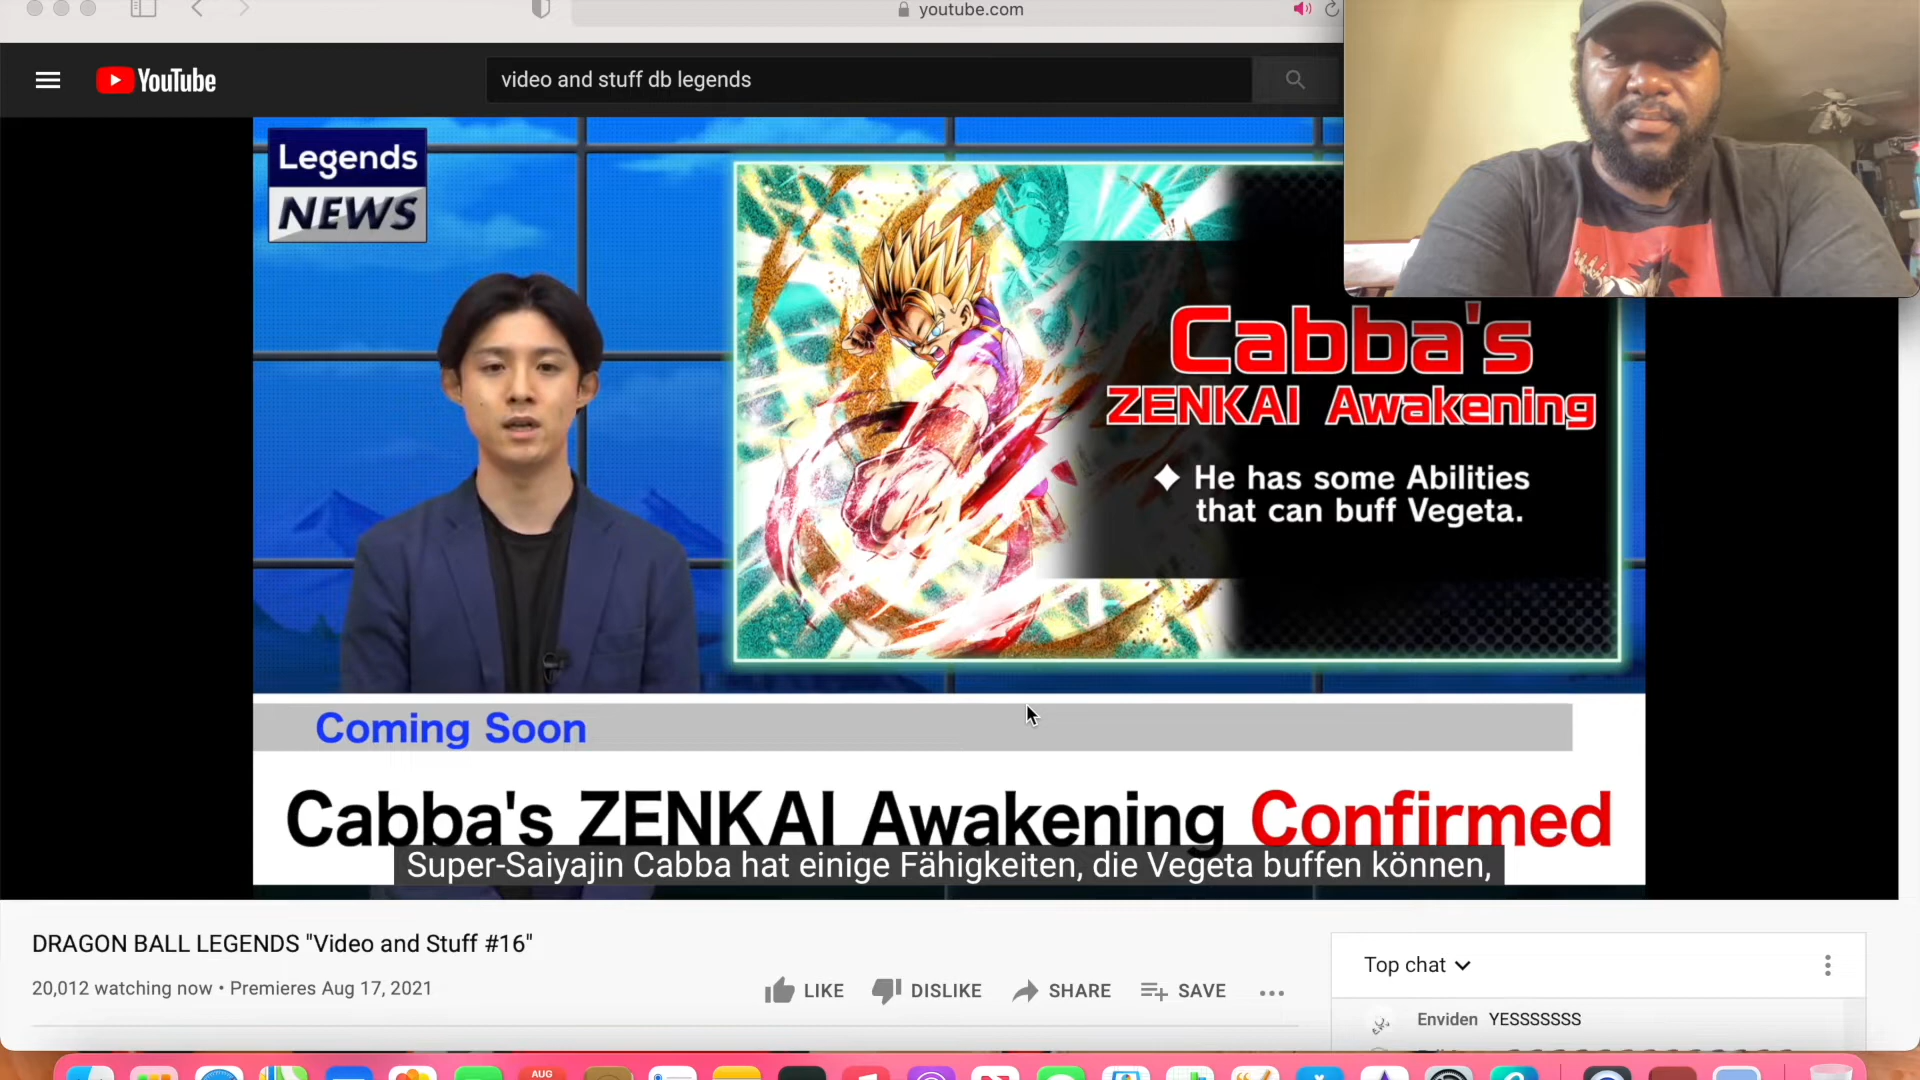 youtube.com
YouTube
video and stuff db legends
Legends
NEWS
Cabba's
ZENKAI Awakening
He has some Abilities
that can buff Vegeta.
Coming Soon
Cabba's ZENKAI Awakening Confirmed
Super-Saiyajin Cabba hat einige Fähigkeiten, die Vegeta buffen können,
DRAGON BALL LEGENDS "Video and Stuff #16"
20,012 watching now • Premieres Aug 17, 2021
LIKE
DISLIKE
SHARE
SAVE
Top chat
Enviden YESSSSSSS
AUG